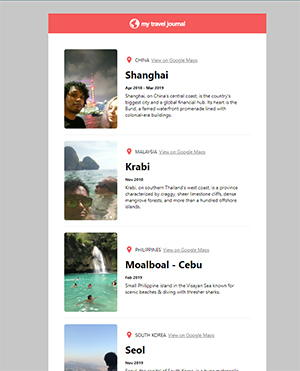 my travel journal
CHINA View on Google Maps
Shanghai
Apr 2018 - Mar 2019
Shanghai, on China's central coast, is the country's
biggest city and a global financial hub. Its heart is the
Bund, a famed waterfront promenade lined with
colonial-era buildings.
MALAYSIA View on Google Maps
Krabi
Nov 2018
Krabi, on southern Thailand's west coast, is a province
characterized by craggy, sheer limestone cliffs, dense
mangrove forests, and more than a hundred offshore
islands.
PHILIPPINES View on Google Maps
Moalboal - Cebu
Feb 2019
Small Philippine island in the Visayan Sea known for
scenic beaches & diving with thresher sharks.
SOUTH KOREA View on Google Maps
Seol
Nov 2019